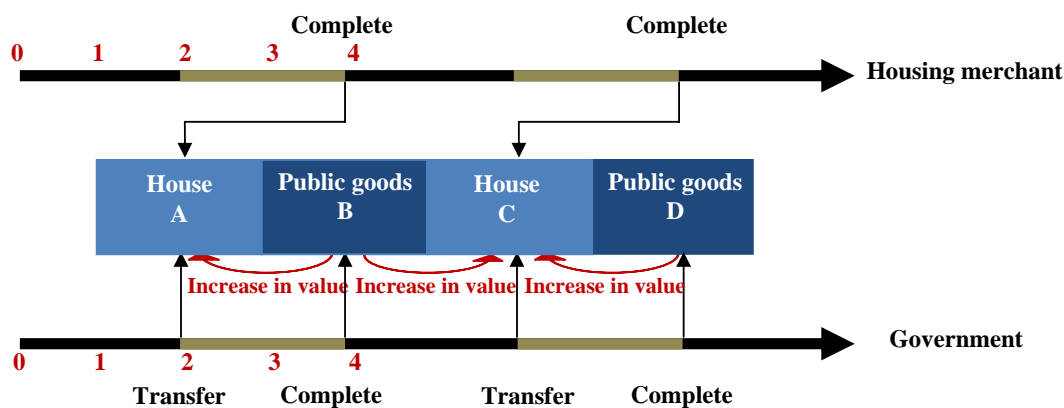 Complete Complete
0 1 2 3 4
Housing merchant
House Public goods House Public goods
A B C D
Increase in value Increase in value Increase in value
Government
0 1 2 3 4
Transfer Complete Transfer Complete